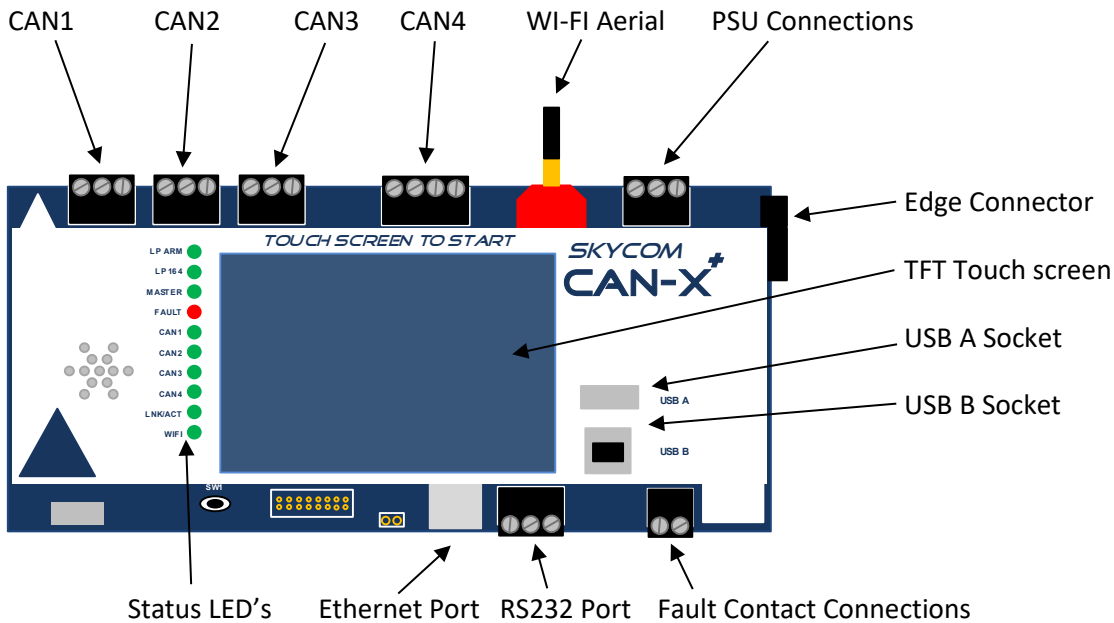 CAN1 CAN2 CAN3 CAN4 WI-FI Aerial PSU Connections
Edge Connector
TOUCH SCREEN TO START
SKYCOM
CAN-X+
LP ARM
LP164
MASTER
FAULT
CAN1
CAN2
CAN3
CAN4
LNK/ACT
WIFI
TFT Touch screen
USB A Socket
USB A
USB B Socket
USB B
SW1
Status LED’s Ethernet Port RS232 Port Fault Contact Connections